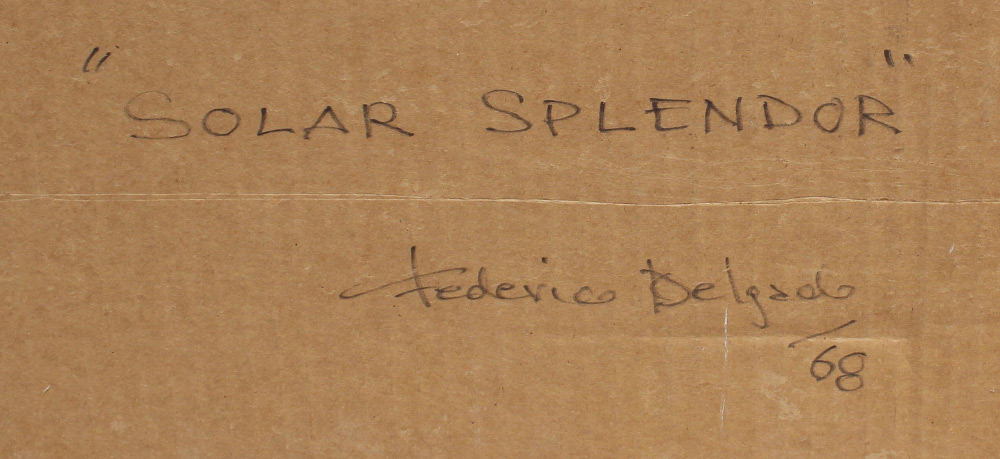 "SOLAR SPLENDOR"
Federico Delgado
/68